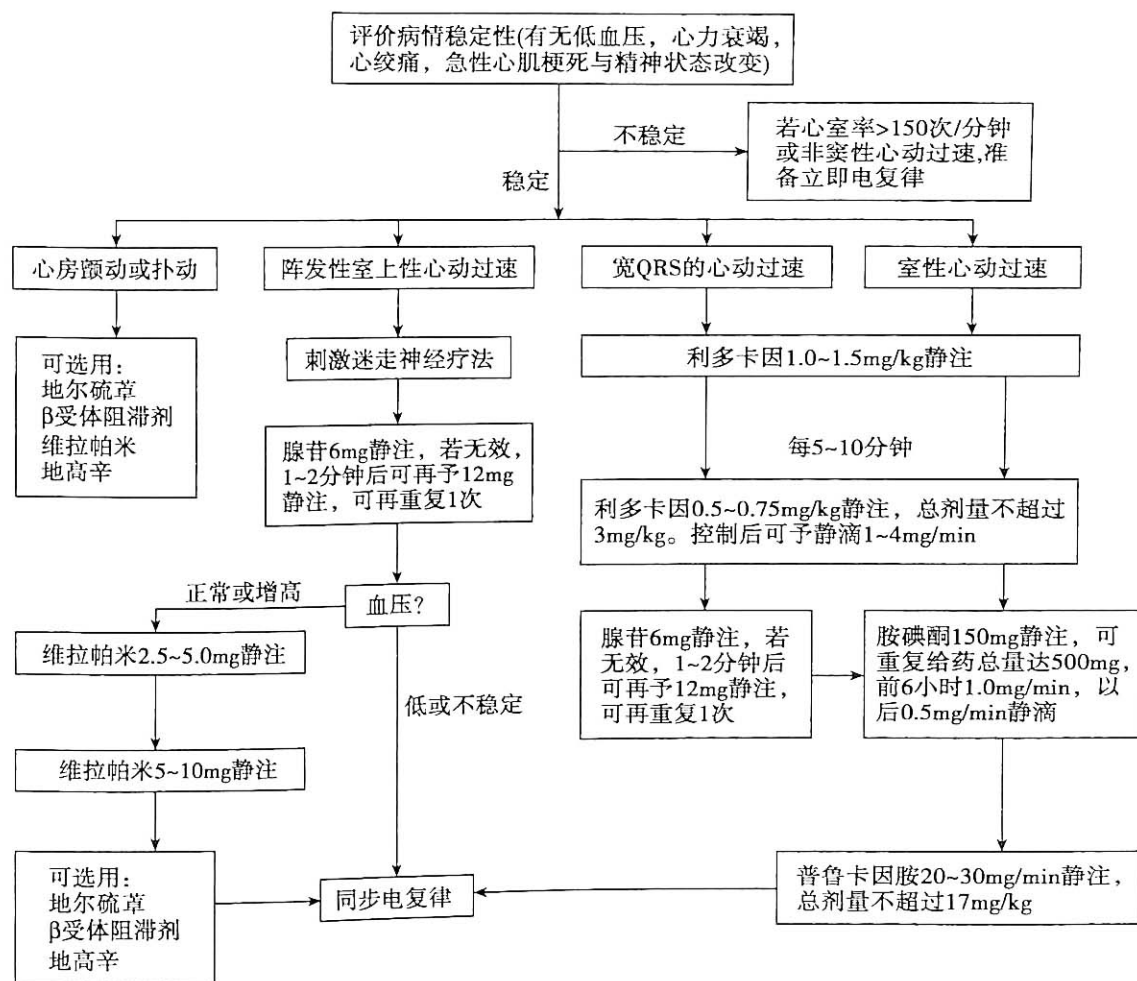 评价病情稳定性(有无低血压，心力衰竭，
心绞痛，急性心肌梗死与精神状态改变)
不稳定
若心室率>150次/分钟
或非窦性心动过速,准
备立即电复律
稳定
心房颤动或扑动
阵发性室上性心动过速
宽QRS的心动过速
室性心动过速
可选用：
地尔硫䓬
β受体阻滞剂
维拉帕米
地高辛
刺激迷走神经疗法
利多卡因1.0~1.5mg/kg静注
腺苷6mg静注，若无效，
1~2分钟后可再予12mg
静注，可再重复1次
每5~10分钟
利多卡因0.5~0.75mg/kg静注，总剂量不超过
3mg/kg。控制后可予静滴1~4mg/min
正常或增高
血压？
维拉帕米2.5~5.0mg静注
低或不稳定
腺苷6mg静注，若
无效，1~2分钟后
可再予12mg静注，
可再重复1次
胺碘酮150mg静注，可
重复给药总量达500mg，
前6小时1.0mg/min，以
后0.5mg/min静滴
维拉帕米5~10mg静注
可选用：
地尔硫䓬
β受体阻滞剂
地高辛
同步电复律
普鲁卡因胺20~30mg/min静注，
总剂量不超过17mg/kg